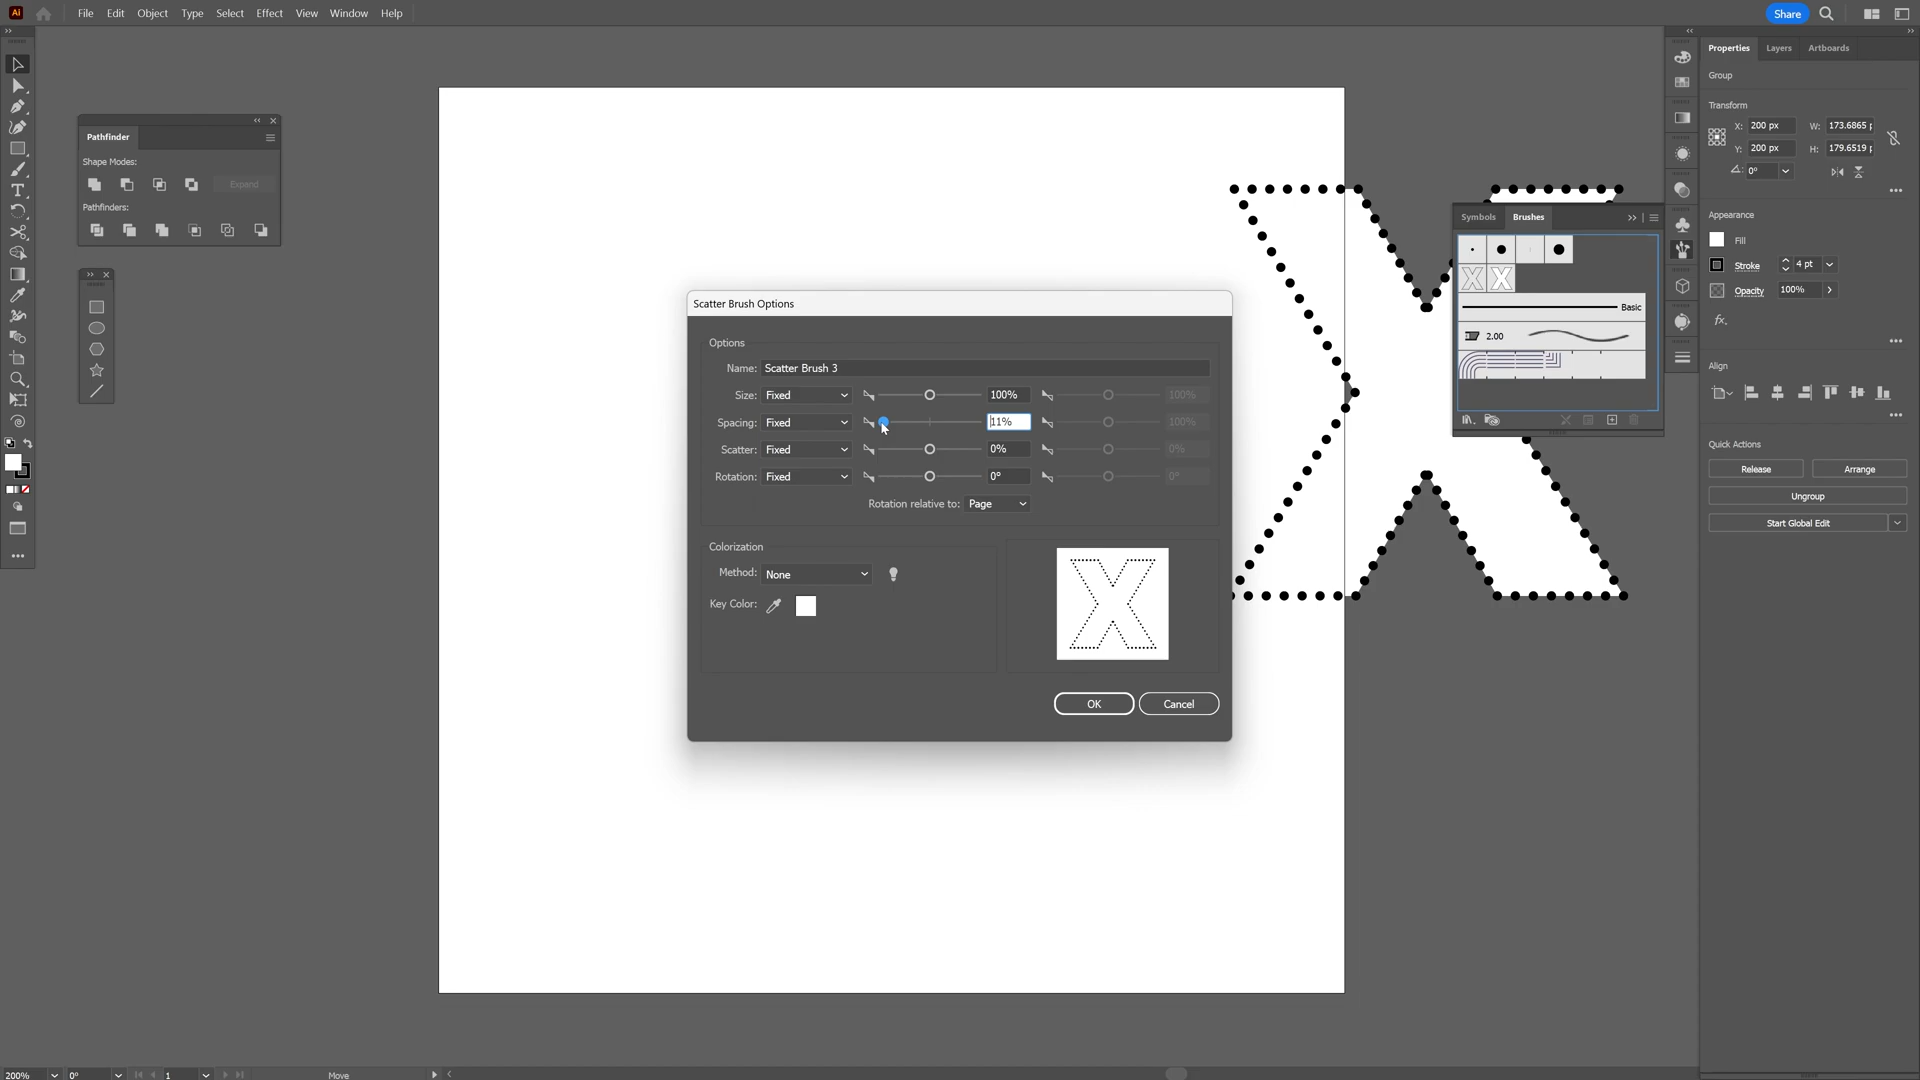 Ai File Edit Object Type Select Effect View Window Help Share
Properties Layers Artboards
Group
Transform
X: 200 px W: 173.6865 p
Y: 200 px H: 179.6519 p
0°
Appearance
Fill
Stroke 4 pt
Opacity 100%
fx.
Align
Quick Actions
Release Arrange
Ungroup
Start Global Edit
Pathfinder
Shape Modes:
Expand
Pathfinders:
Symbols Brushes
Basic
2.00
Scatter Brush Options
Options
Name: Scatter Brush 3
Size: Fixed 100% 100%
Spacing: Fixed 11% 100%
Scatter: Fixed 0% 0%
Rotation: Fixed 0° 0°
Rotation relative to: Page
Colorization
Method: None
Key Color:
OK Cancel
200% 0° 1 Move